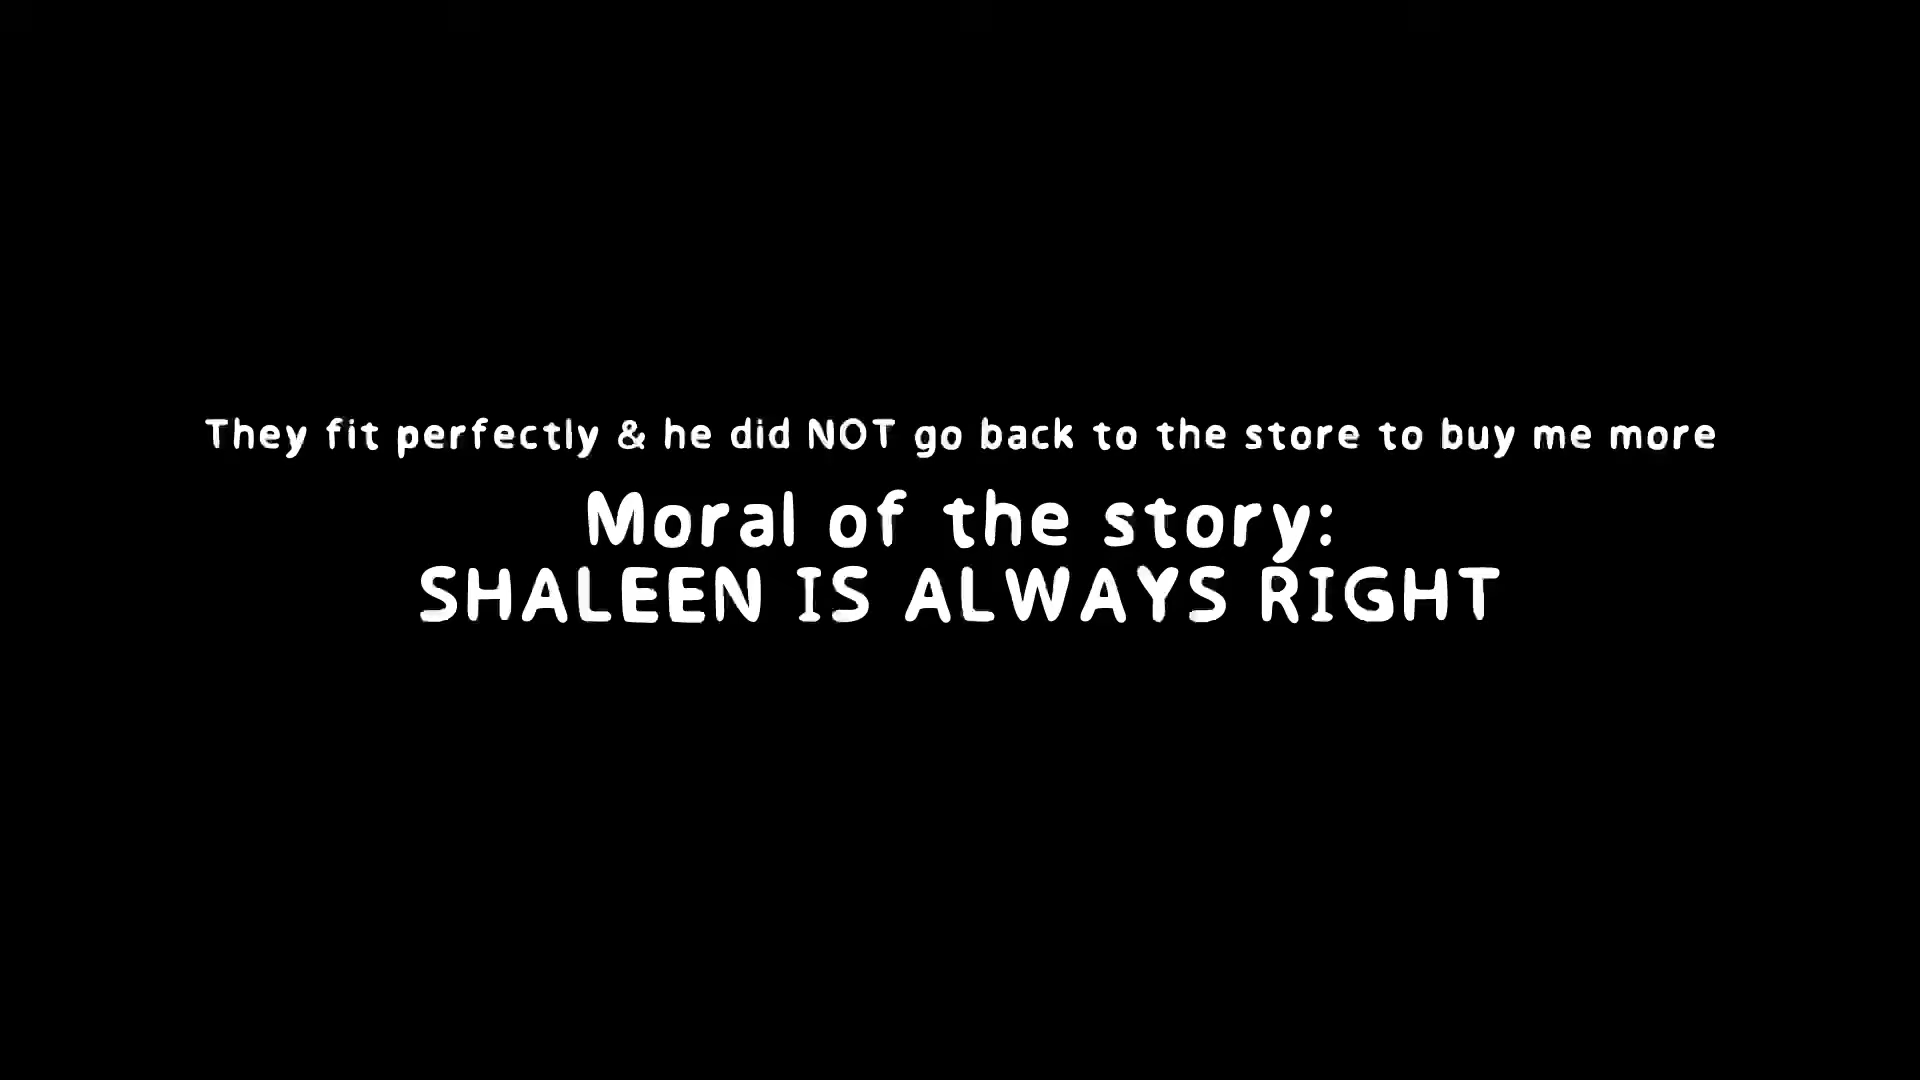 They fit perfectly & he did NOT go back to the store to buy me more
Moral of the story:
SHALEEN IS ALWAYS RIGHT